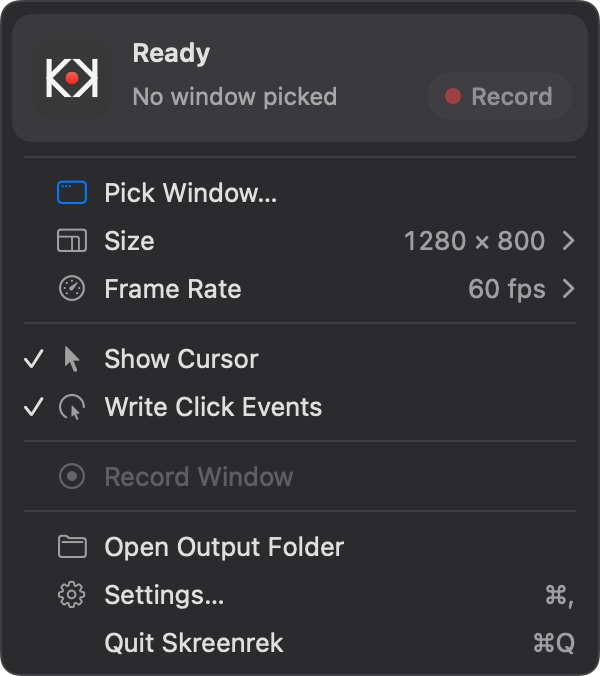 Ready
No window picked
Record
Pick Window...
Size 1280 × 800
Frame Rate 60 fps
Show Cursor
Write Click Events
Record Window
Open Output Folder
Settings... ⌘,
Quit Skreenrek ⌘Q